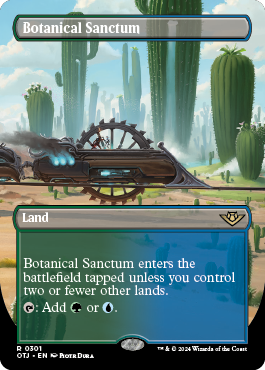 Botanical Sanctum
Land
Botanical Sanctum enters the
battlefield tapped unless you control
two or fewer other lands.
: Add or .
R 0301
OTJ • EN Piotr Dura
™ & © 2024 Wizards of the Coast